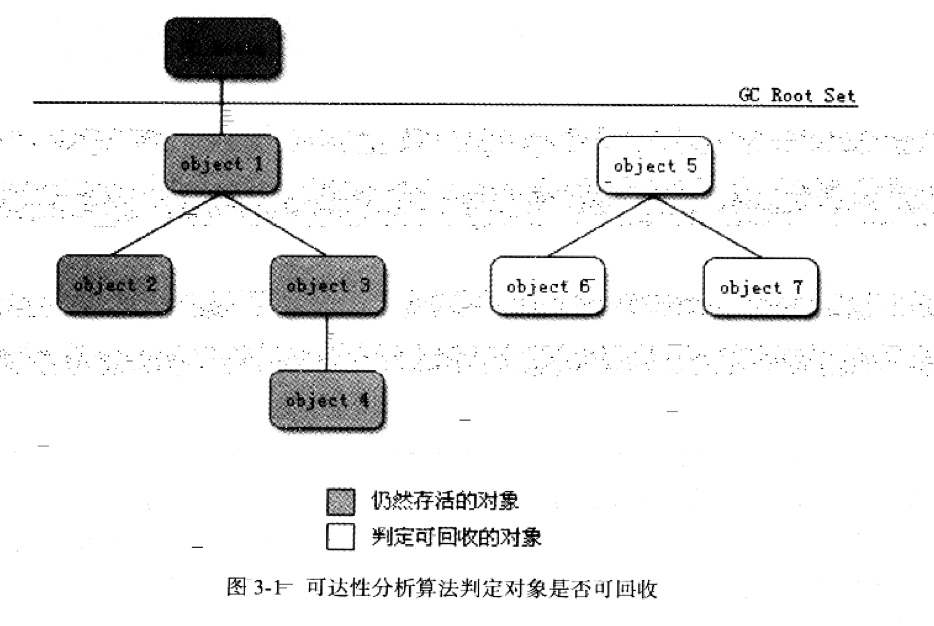 GC Root Set
object 1
object 5
object 2
object 3
object 6
object 7
object 4
仍然存活的对象
判定可回收的对象
图 3-1 可达性分析算法判定对象是否可回收